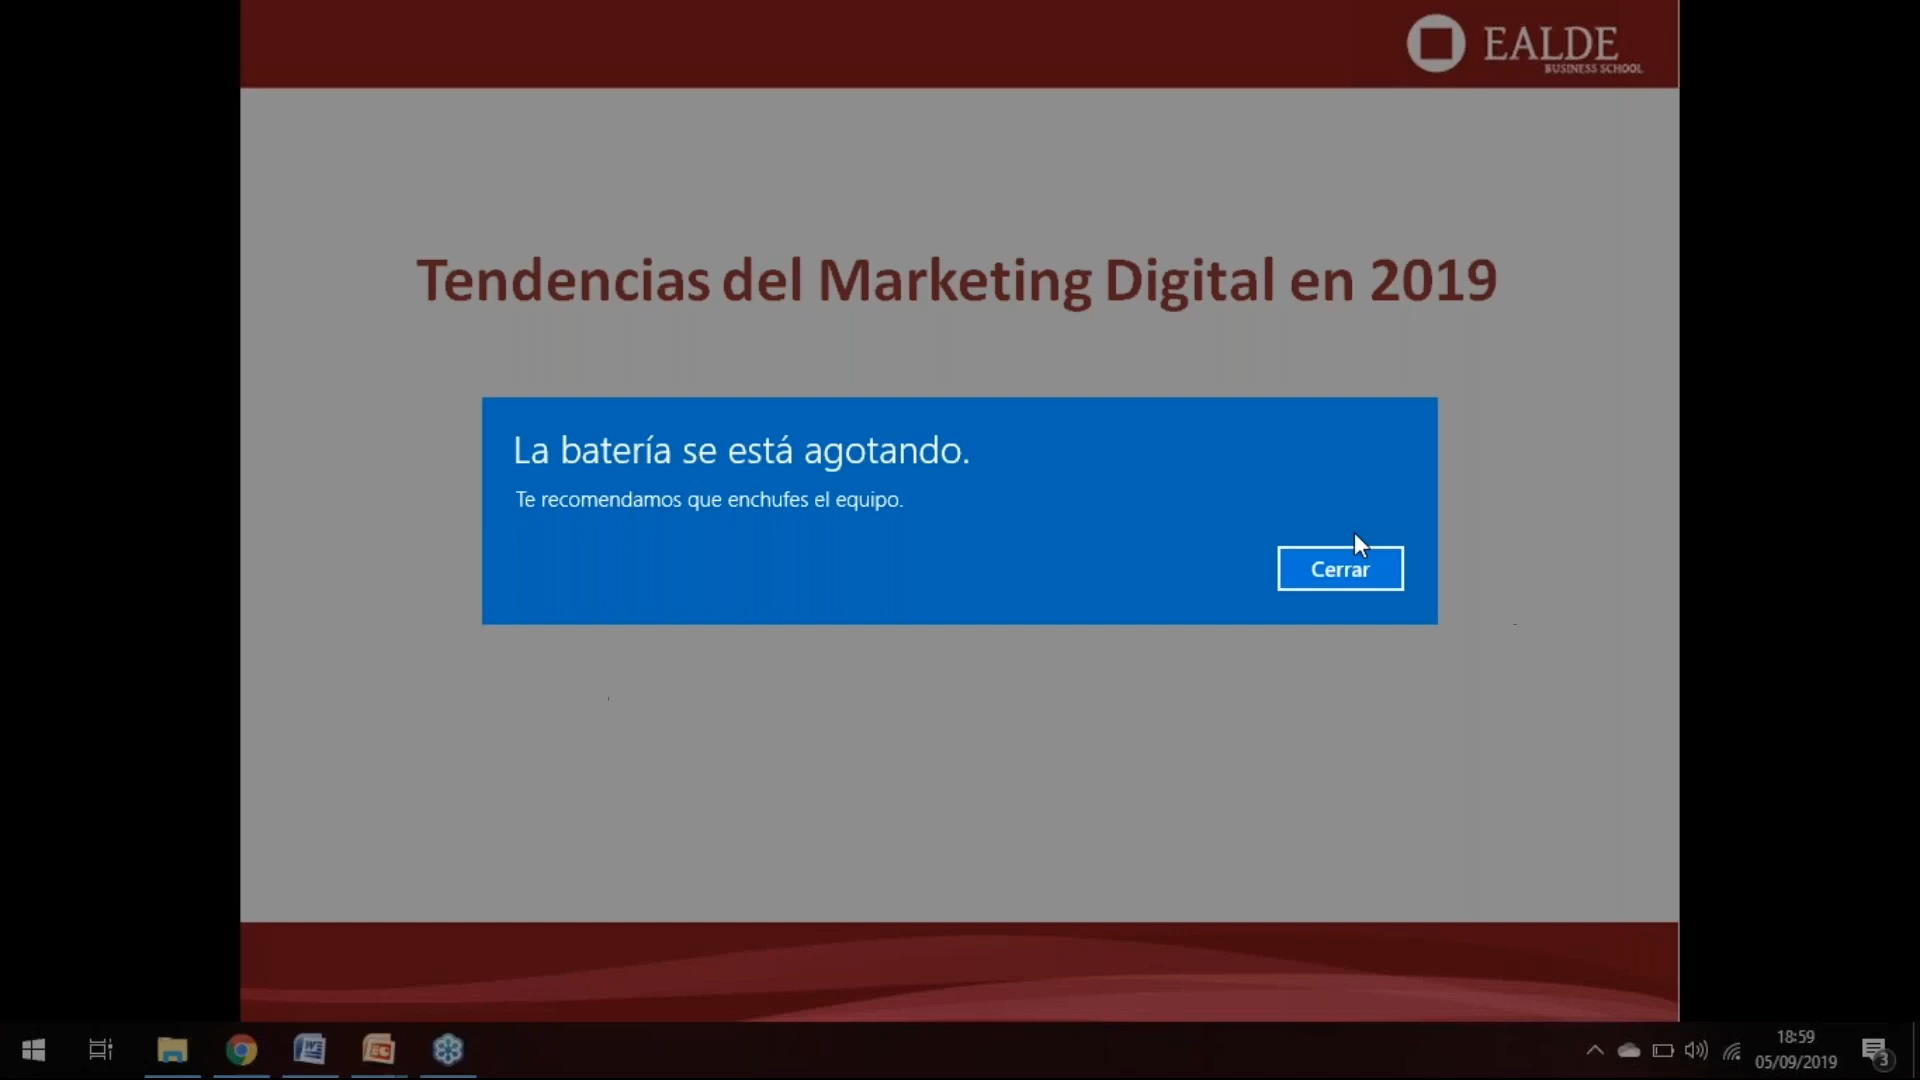 EALDE
BUSINESS SCHOOL
Tendencias del Marketing Digital en 2019
La batería se está agotando.
Te recomendamos que enchufes el equipo.
Cerrar
18:59
05/09/2019
3